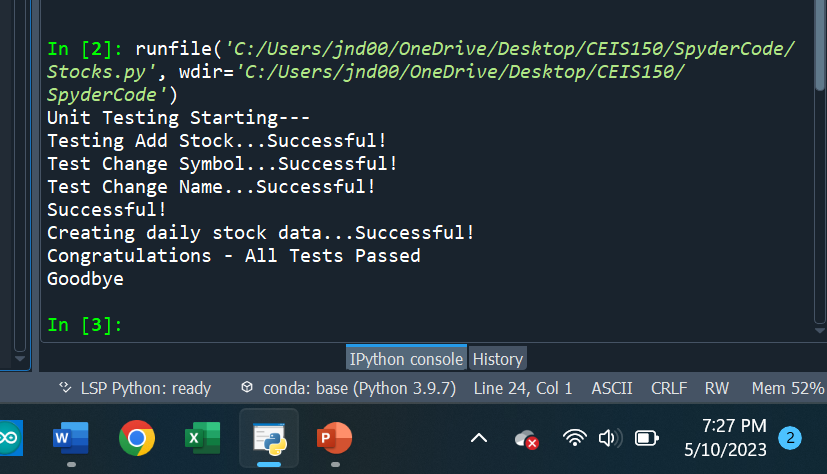 In [2]: runfile('C:/Users/jnd00/OneDrive/Desktop/CEIS150/SpyderCode/
Stocks.py', wdir='C:/Users/jnd00/OneDrive/Desktop/CEIS150/
SpyderCode')
Unit Testing Starting---
Testing Add Stock...Successful!
Test Change Symbol...Successful!
Test Change Name...Successful!
Successful!
Creating daily stock data...Successful!
Congratulations - All Tests Passed
Goodbye
In [3]:
IPython console History
LSP Python: ready conda: base (Python 3.9.7) Line 24, Col 1 ASCII CRLF RW Mem 52%
W X P 7:27 PM 2
5/10/2023